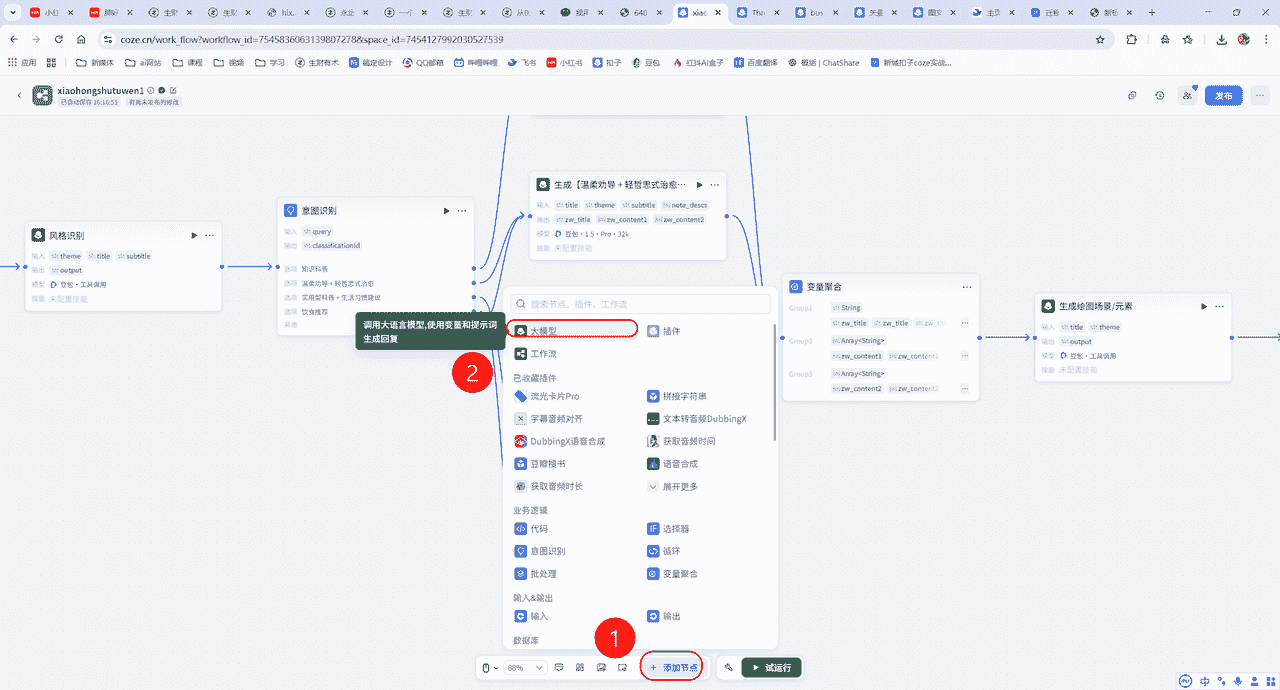 coze.cn/work_flow?workflow_id=7545836063139807278&space_id=7454127992030527539
应用
新媒体
ai网站
课程
视频
学习
生财有术
稿定设计
QQ邮箱
哔哩哔哩
飞书
小红书
扣子
豆包
红抖AI盒子
百度翻译
概括 | ChatShare
新域扣子coze实战...
xiaohongshutuwen1
已自动保存 16:16:55
有尚未发布的修改
发布
生成【温柔劝导 + 轻哲思式治愈...
输入 title theme subtitle note_descr
输出 zw_title zw_content1 zw_content2
模型 豆包・1.5・Pro・32k
技能 未配置技能
意图识别
输入 str. query
输出 str. classificationId
选项 知识科普
选项 温柔劝导 + 轻哲思式治愈
选项 实用型科普 + 生活习惯建议
选项 饮食推荐
其他
风格识别
输入 str. theme str. title str. subtitle
输出 str. output
模型 豆包・工具调用
技能 未配置技能
调用大语言模型,使用变量和提示词
生成回复
2
搜索节点、插件、工作流
大模型
插件
工作流
已收藏插件
流光卡片Pro
拼接字符串
字幕音频对齐
文本转音频DubbingX
DubbingX语音合成
获取音频时间
豆瓣搜书
语音合成
获取音频时长
展开更多
业务逻辑
代码
选择器
意图识别
循环
批处理
变量聚合
输入&输出
输入
输出
数据库
变量聚合
Group1 str. String
zw_title zw_title zw_tit
Group2 Array<String>
zw_content1 zw_content1
Group3 Array<String>
zw_content2 zw_content2
生成绘图场景/元素
输入 str. title str. theme
输出 str. output
模型 豆包・工具调用
技能 未配置技能
1
88%
添加节点
试运行
中